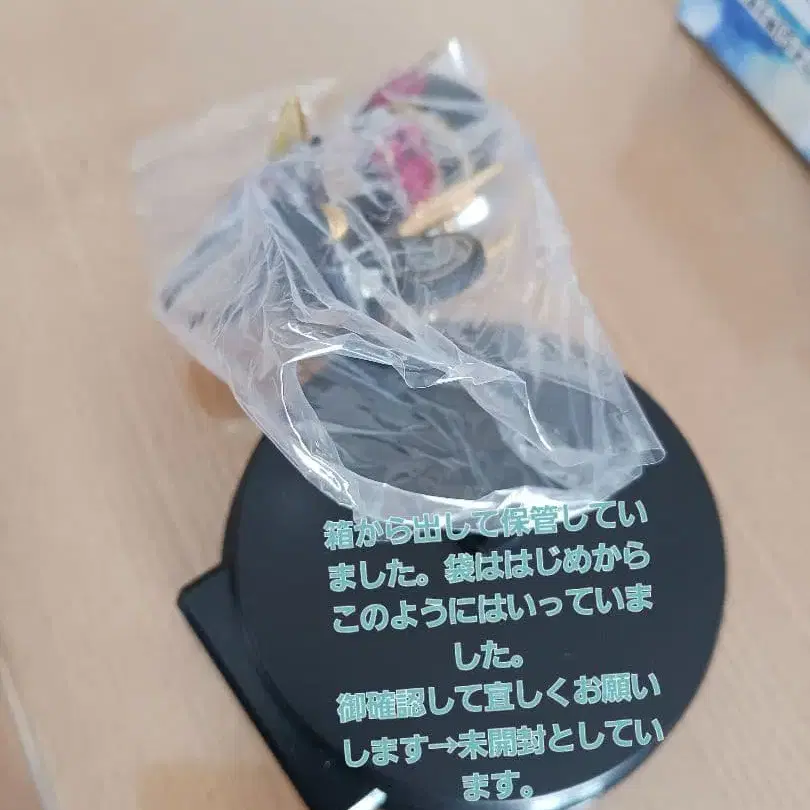 箱から出して保管してい
ました。袋ははじめから
このようにはいっていま
した。
御確認して宜しくお願い
します→未開封としてい
ます。